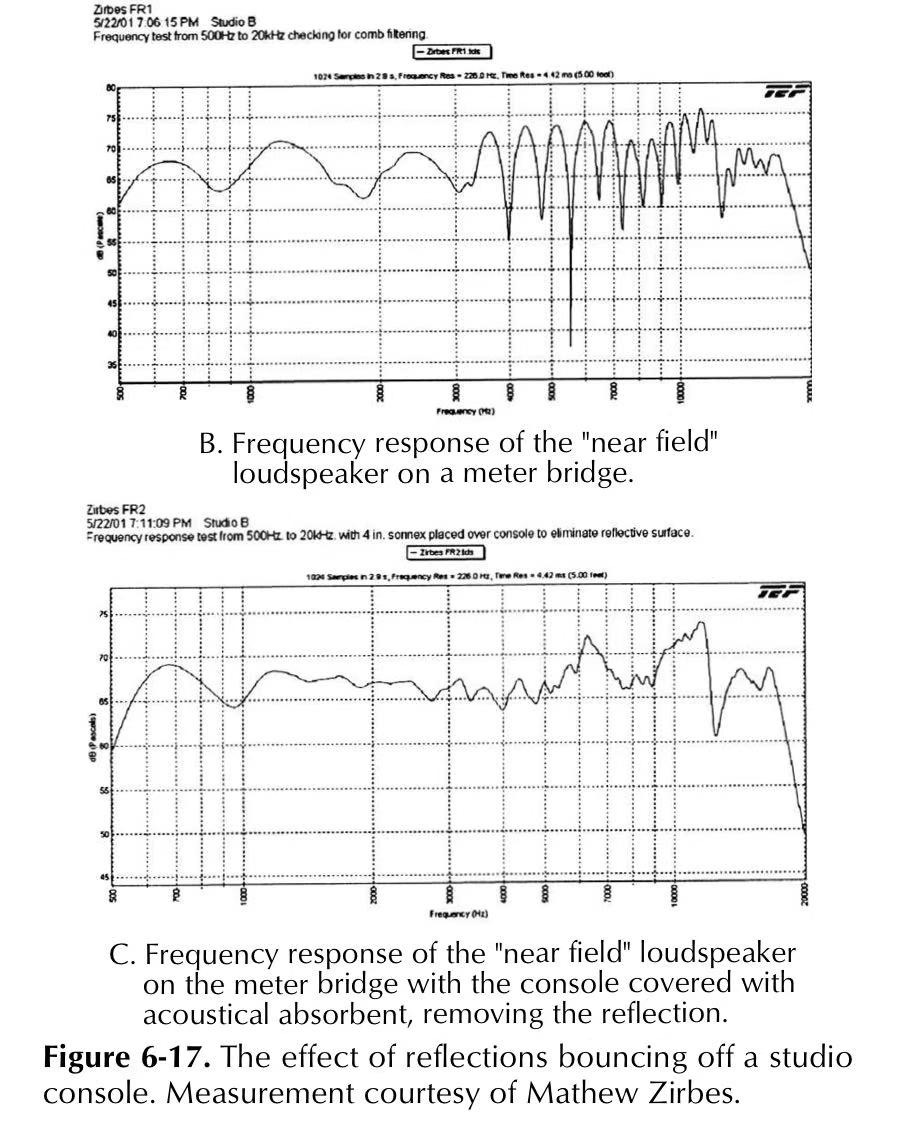 Zirbes FR1
5/22/01 7:06:15 PM Studio B
Frequency test from 500Hz to 20kHz checking for comb filtering.
— Zirbes FR1.tds
1024 Samples in 2.9 s, Frequency Res = 226.0 Hz, Time Res = 4.42 ms (5.00 feet)
TEF
80
75
70
65
60
55
50
45
40
35
dB (Pascals)
500 700 1000 2000 3000 4000 5000 7000 10000 20000
Frequency (Hz)
B. Frequency response of the "near field"
loudspeaker on a meter bridge.
Zirbes FR2
5/22/01 7:11:09 PM Studio B
Frequency response test from 500Hz to 20kHz. with 4 in. sonnex placed over console to eliminate reflective surface.
— Zirbes FR2.tds
1024 Samples in 2.9 s, Frequency Res = 226.0 Hz, Time Res = 4.42 ms (5.00 feet)
TEF
75
70
65
60
55
50
45
dB (Pascals)
500 700 1000 2000 3000 4000 5000 7000 10000 20000
Frequency (Hz)
C. Frequency response of the "near field" loudspeaker
on the meter bridge with the console covered with
acoustical absorbent, removing the reflection.
Figure 6-17. The effect of reflections bouncing off a studio
console. Measurement courtesy of Mathew Zirbes.